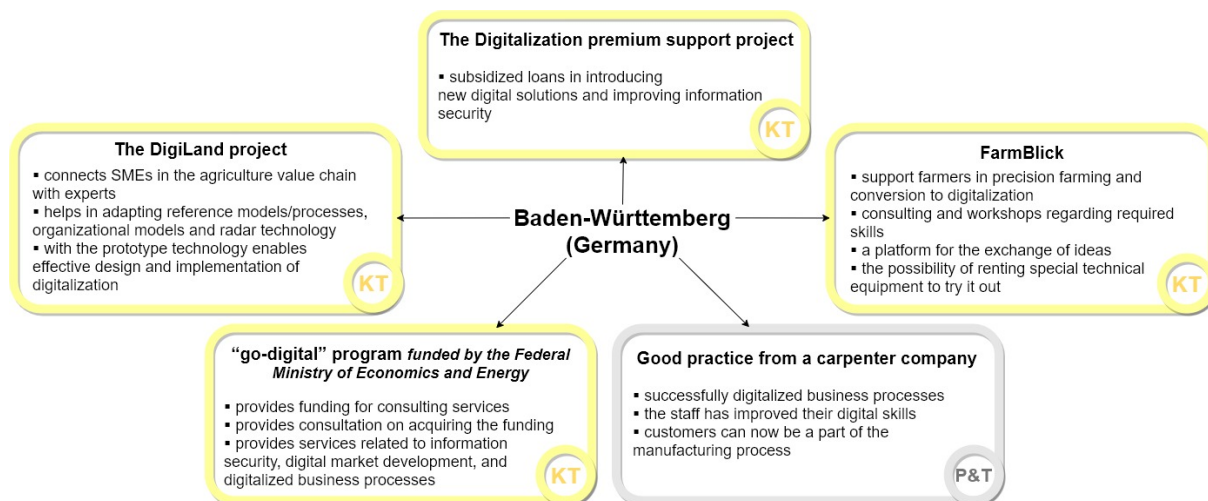 The Digitalization premium support project
▪ subsidized loans in introducing
new digital solutions and improving information
security
KT
The DigiLand project
▪ connects SMEs in the agriculture value chain
with experts
▪ helps in adapting reference models/processes,
organizational models and radar technology
▪ with the prototype technology enables
effective design and implementation of
digitalization
KT
Baden-Württemberg
(Germany)
FarmBlick
▪ support farmers in precision farming and
conversion to digitalization
▪ consulting and workshops regarding required
skills
▪ a platform for the exchange of ideas
▪ the possibility of renting special technical
equipment to try it out
KT
“go-digital” program funded by the Federal
Ministry of Economics and Energy
▪ provides funding for consulting services
▪ provides consultation on acquiring the funding
▪ provides services related to information
security, digital market development, and
digitalized business processes
KT
Good practice from a carpenter company
▪ successfully digitalized business processes
▪ the staff has improved their digital skills
▪ customers can now be a part of the
manufacturing process
P&T